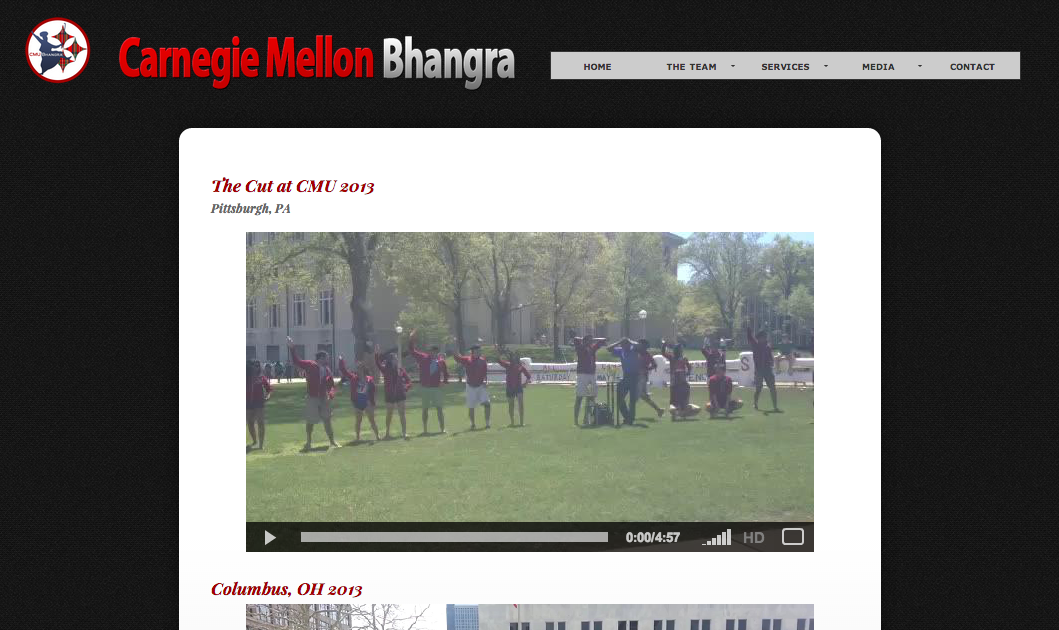 CMU BHANGRA
Carnegie Mellon Bhangra
HOME THE TEAM SERVICES MEDIA CONTACT
The Cut at CMU 2013
Pittsburgh, PA
SATURDAY
0:00/4:57 HD
Columbus, OH 2013